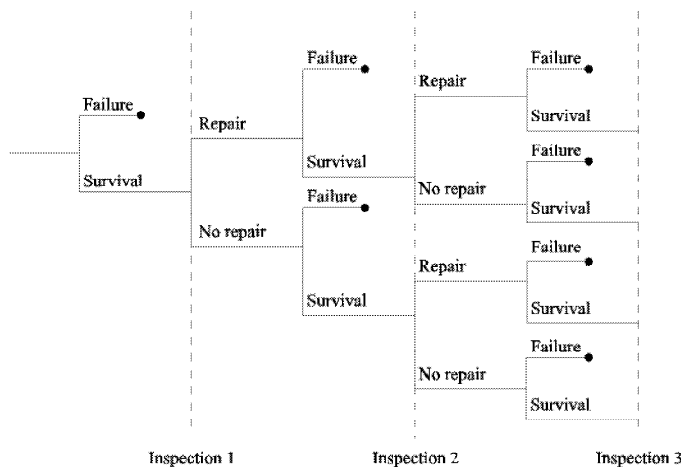 Failure
Failure
Failure
Repair
Repair
Survival
Survival
Survival
Failure
Failure
No repair
Survival
No repair
Failure
Repair
Survival
Survival
Failure
No repair
Survival
Inspection 1
Inspection 2
Inspection 3